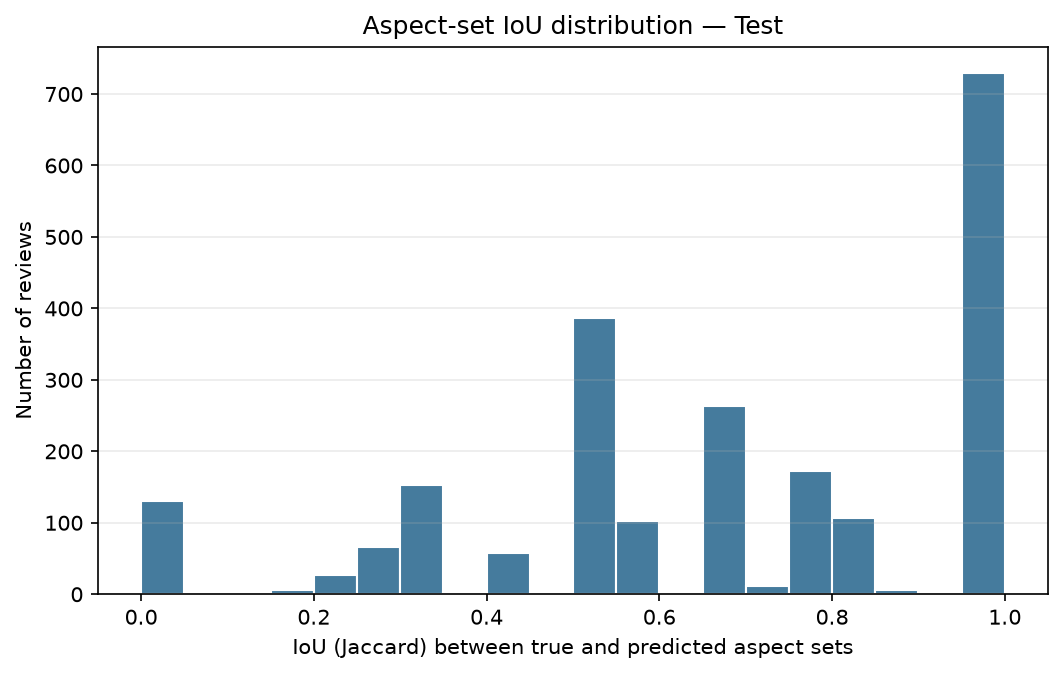 Aspect-set IoU distribution — Test
Number of reviews
700
600
500
400
300
200
100
0
0.0 0.2 0.4 0.6 0.8 1.0
IoU (Jaccard) between true and predicted aspect sets